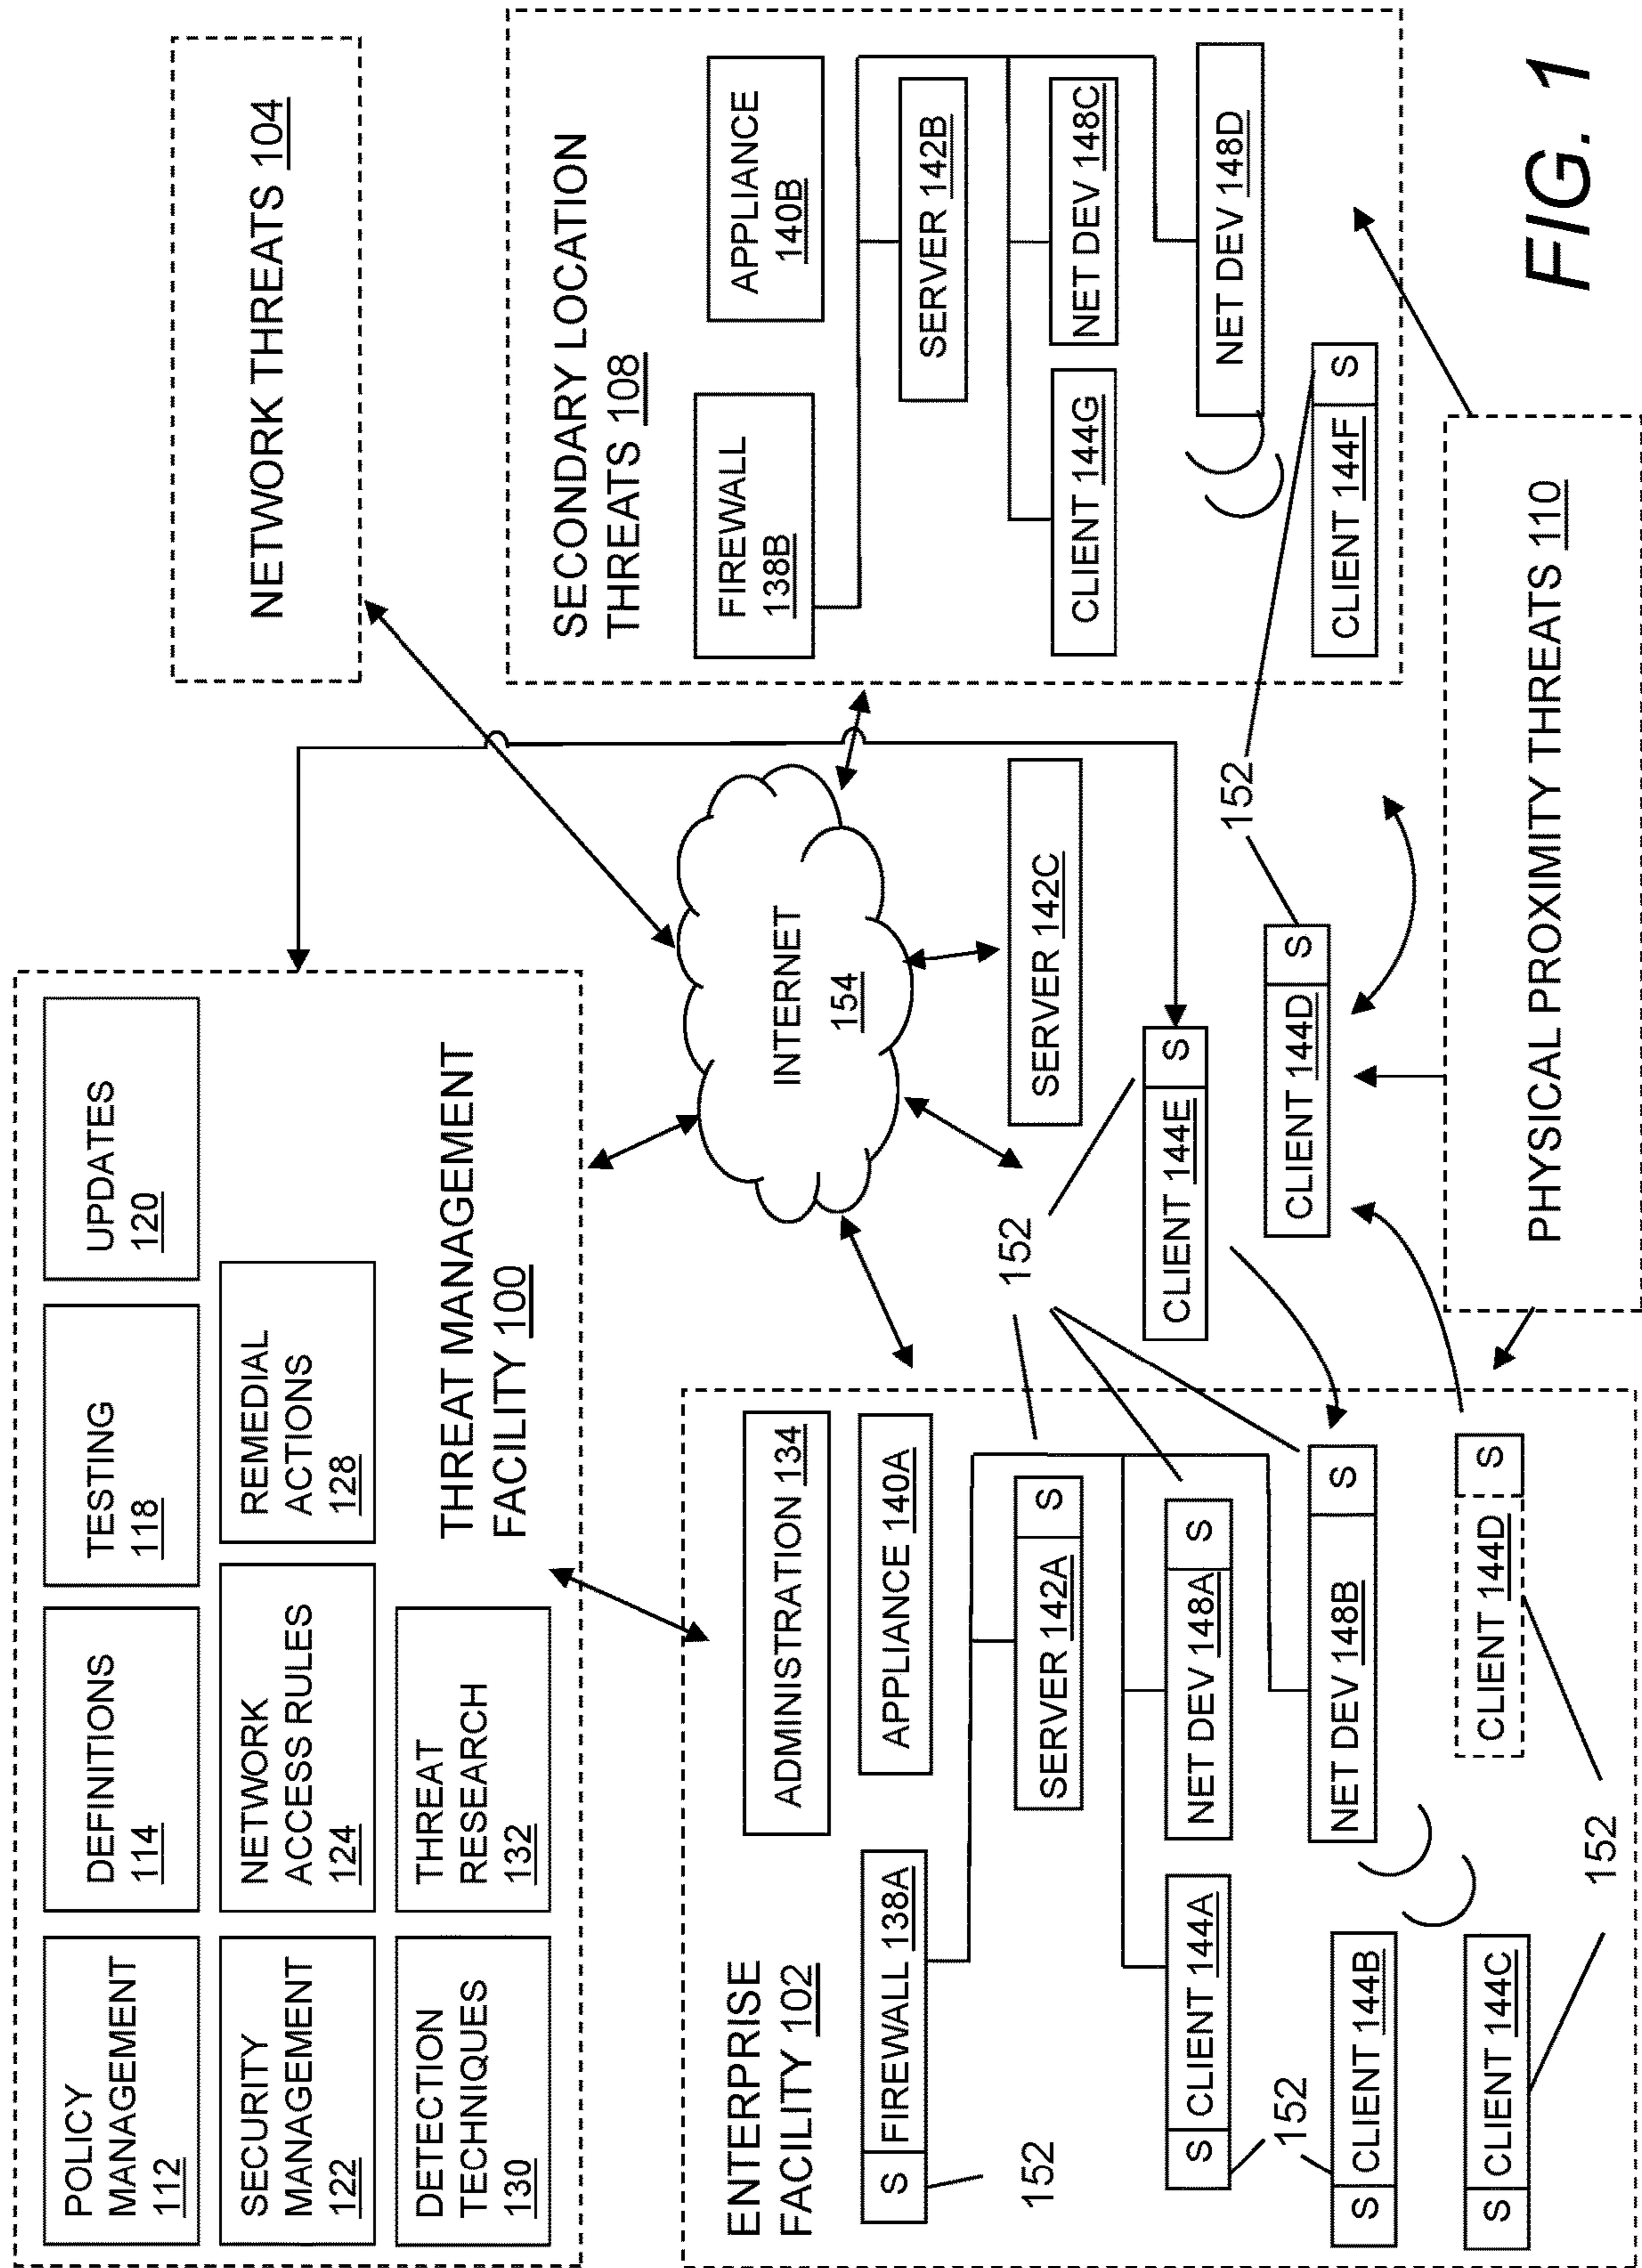 POLICY
MANAGEMENT
112
DEFINITIONS
114
TESTING
118
UPDATES
120
SECURITY
MANAGEMENT
122
NETWORK
ACCESS RULES
124
REMEDIAL
ACTIONS
128
DETECTION
TECHNIQUES
130
THREAT
RESEARCH
132
THREAT MANAGEMENT
FACILITY 100
NETWORK THREATS 104
INTERNET
154
SERVER 142C
ENTERPRISE
FACILITY 102
ADMINISTRATION 134
S FIREWALL 138A
APPLIANCE 140A
152
SERVER 142A S
152
S CLIENT 144A
NET DEV 148A S
152
S CLIENT 144B
NET DEV 148B S
S CLIENT 144C
CLIENT 144D S
152
CLIENT 144E S
CLIENT 144D S
152
SECONDARY LOCATION
THREATS 108
FIREWALL
138B
APPLIANCE
140B
SERVER 142B
CLIENT 144G
NET DEV 148C
NET DEV 148D
CLIENT 144F S
PHYSICAL PROXIMITY THREATS 110
FIG. 1